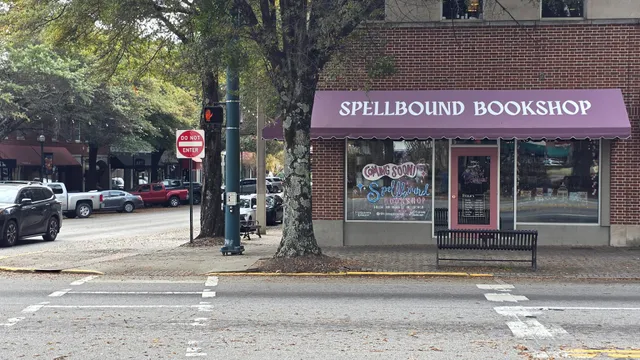 SPELLBOUND BOOKSHOP
DO NOT
ENTER
COMING SOON!
Spellbound
BOOKSHOP